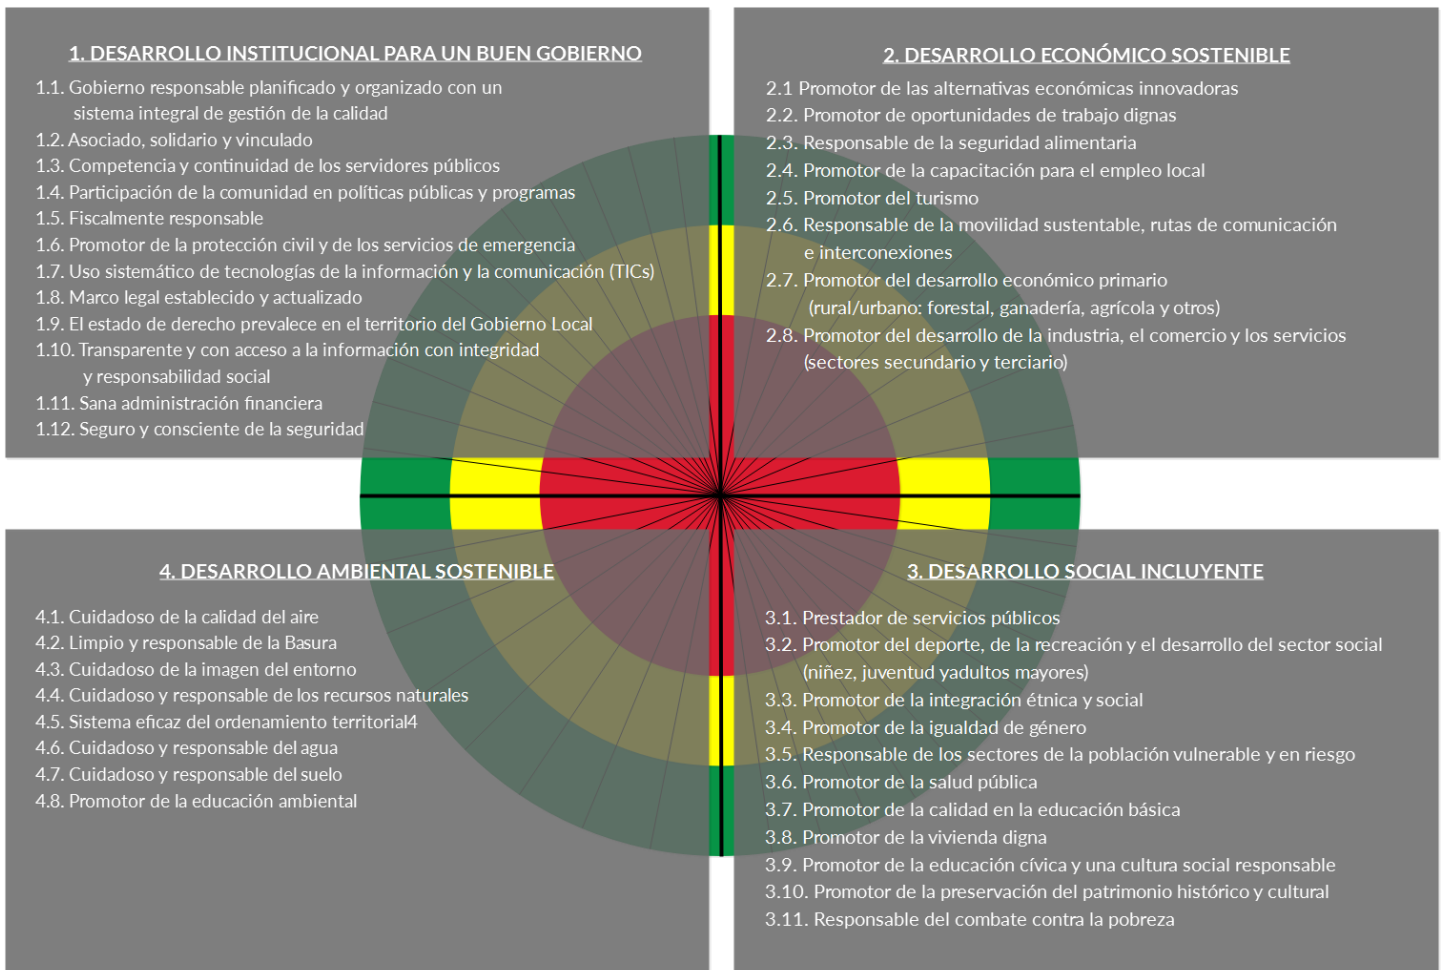 1. DESARROLLO INSTITUCIONAL PARA UN BUEN GOBIERNO
1.1. Gobierno responsable planificado y organizado con un
sistema integral de gestión de la calidad
1.2. Asociado, solidario y vinculado
1.3. Competencia y continuidad de los servidores públicos
1.4. Participación de la comunidad en políticas públicas y programas
1.5. Fiscalmente responsable
1.6. Promotor de la protección civil y de los servicios de emergencia
1.7. Uso sistemático de tecnologías de la información y la comunicación (TICs)
1.8. Marco legal establecido y actualizado
1.9. El estado de derecho prevalece en el territorio del Gobierno Local
1.10. Transparente y con acceso a la información con integridad
y responsabilidad social
1.11. Sana administración financiera
1.12. Seguro y consciente de la seguridad
2. DESARROLLO ECONÓMICO SOSTENIBLE
2.1 Promotor de las alternativas económicas innovadoras
2.2. Promotor de oportunidades de trabajo dignas
2.3. Responsable de la seguridad alimentaria
2.4. Promotor de la capacitación para el empleo local
2.5. Promotor del turismo
2.6. Responsable de la movilidad sustentable, rutas de comunicación
e interconexiones
2.7. Promotor del desarrollo económico primario
(rural/urbano: forestal, ganadería, agrícola y otros)
2.8. Promotor del desarrollo de la industria, el comercio y los servicios
(sectores secundario y terciario)
4. DESARROLLO AMBIENTAL SOSTENIBLE
4.1. Cuidadoso de la calidad del aire
4.2. Limpio y responsable de la Basura
4.3. Cuidadoso de la imagen del entorno
4.4. Cuidadoso y responsable de los recursos naturales
4.5. Sistema eficaz del ordenamiento territorial4
4.6. Cuidadoso y responsable del agua
4.7. Cuidadoso y responsable del suelo
4.8. Promotor de la educación ambiental
3. DESARROLLO SOCIAL INCLUYENTE
3.1. Prestador de servicios públicos
3.2. Promotor del deporte, de la recreación y el desarrollo del sector social
(niñez, juventud yadultos mayores)
3.3. Promotor de la integración étnica y social
3.4. Promotor de la igualdad de género
3.5. Responsable de los sectores de la población vulnerable y en riesgo
3.6. Promotor de la salud pública
3.7. Promotor de la calidad en la educación básica
3.8. Promotor de la vivienda digna
3.9. Promotor de la educación cívica y una cultura social responsable
3.10. Promotor de la preservación del patrimonio histórico y cultural
3.11. Responsable del combate contra la pobreza